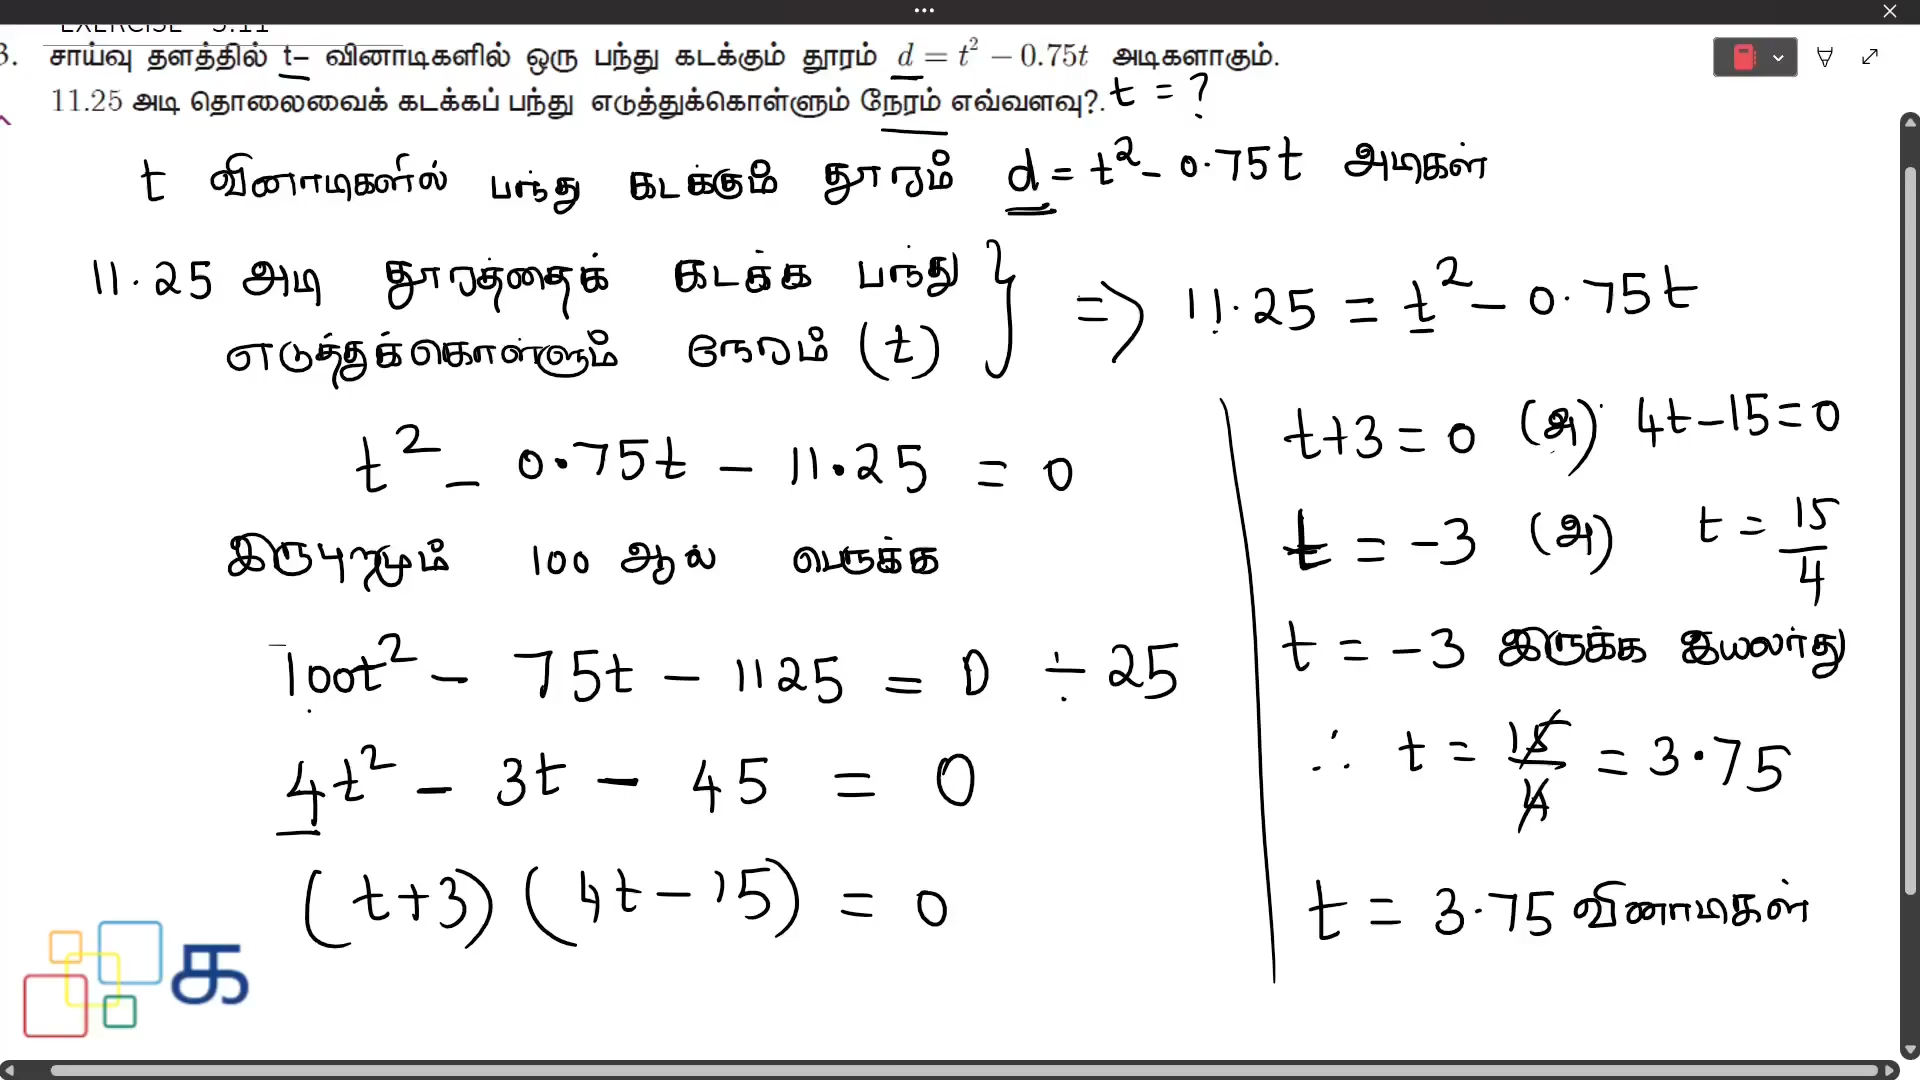 EXERCISE - 3.11
3. சாய்வு தளத்தில் t– வினாடிகளில் ஒரு பந்து கடக்கும் தூரம் d = t² − 0.75t அடிகளாகும்.
11.25 அடி தொலைவைக் கடக்கப் பந்து எடுத்துக்கொள்ளும் நேரம் எவ்வளவு?. t = ?
t வினாடிகளில் பந்து கடக்கும் தூரம் d = t² - 0.75t அடிகள்
11.25 அடி தூரத்தைக் கடக்க பந்து
எடுத்துக்கொள்ளும் நேரம் (t) } => 11.25 = t² - 0.75t
t² - 0.75t - 11.25 = 0
இருபுறமும் 100 ஆல் பெருக்க
100t² - 75t - 1125 = 0 ÷ 25
4t² - 3t - 45 = 0
(t+3) (4t-15) = 0
t+3 = 0 (அ) 4t-15=0
t = -3 (அ) t = 15/4
t = -3 இருக்க இயலாது
∴ t = 15/4 = 3.75
t = 3.75 வினாடிகள்
க